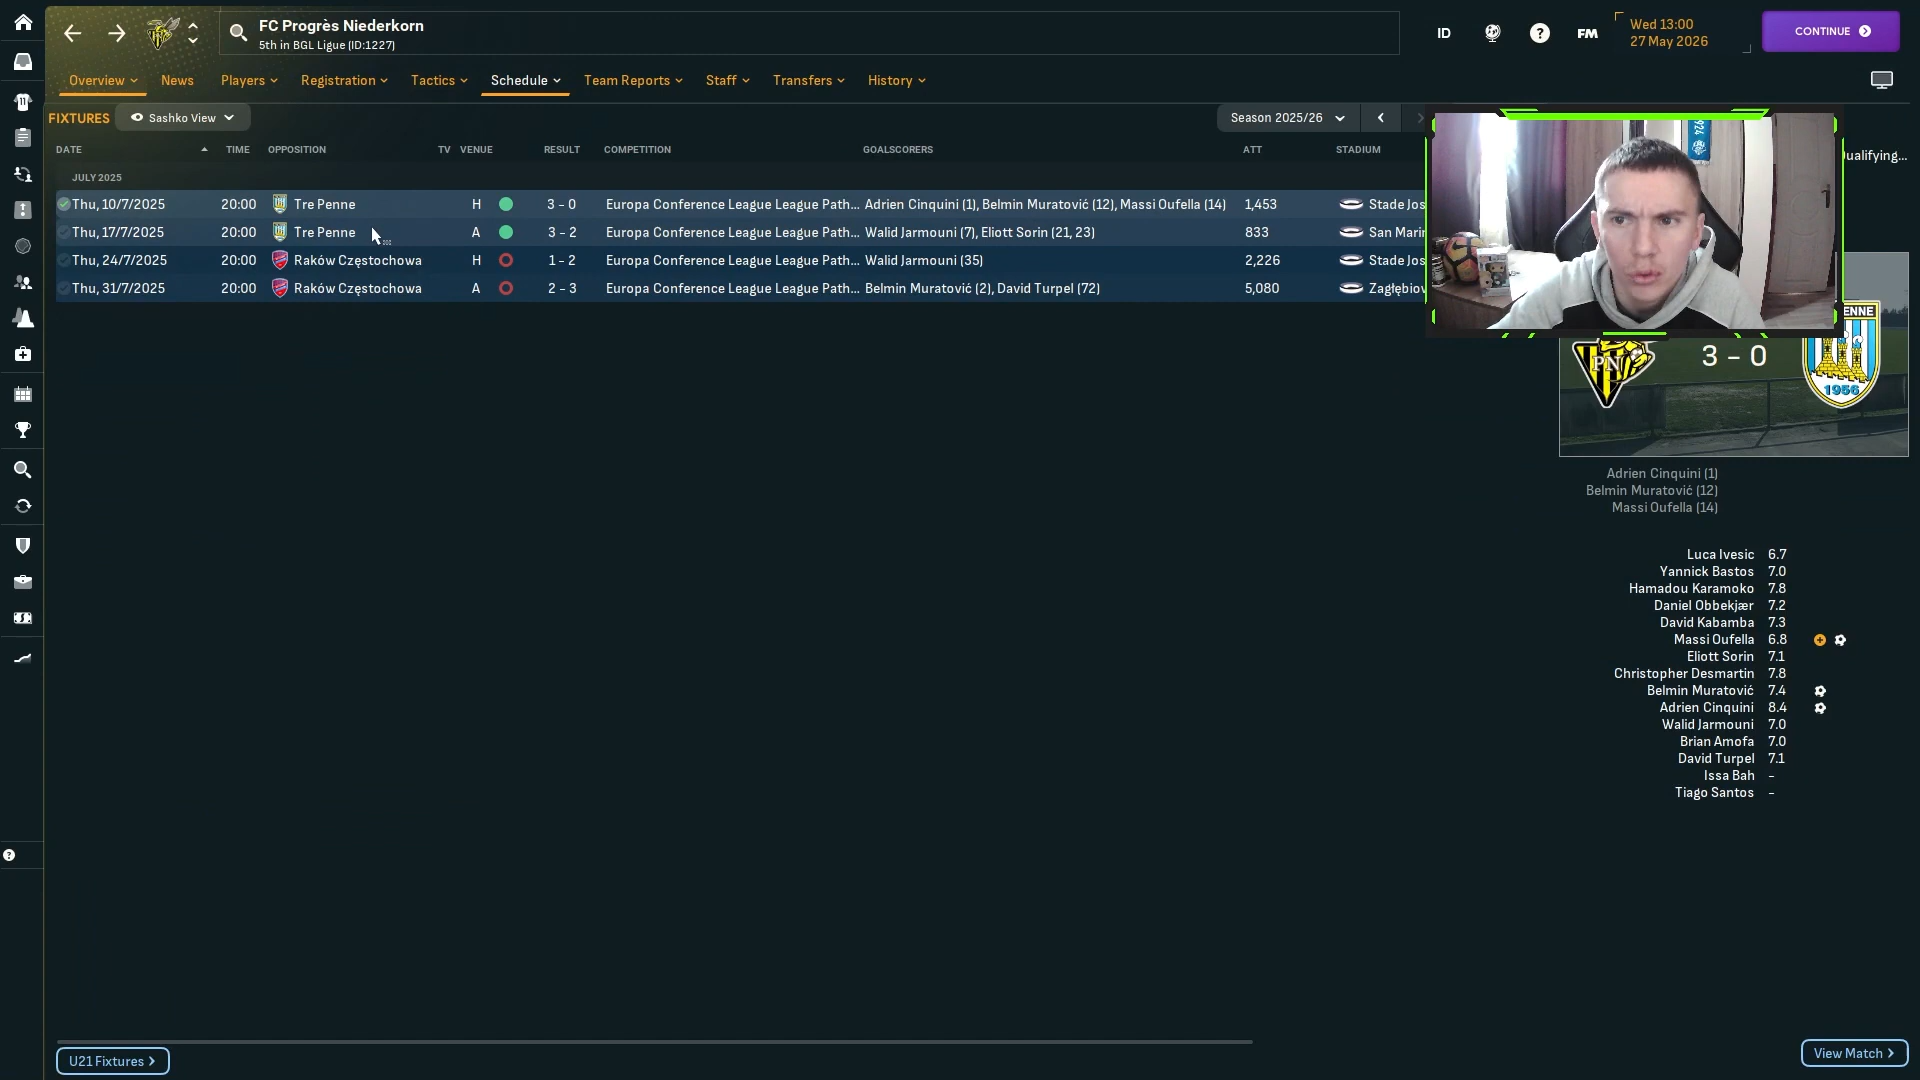 FC Progrès Niederkorn
5th in BGL Ligue (ID:1227)
ID
FM
Wed 13:00
27 May 2026
CONTINUE
Overview
News
Players
Registration
Tactics
Schedule
Team Reports
Staff
Transfers
History
FIXTURES
Sashko View
Season 2025/26
DATE TIME OPPOSITION TV VENUE RESULT COMPETITION GOALSCORERS ATT STADIUM
JULY 2025
Thu, 10/7/2025 20:00 Tre Penne H 3 - 0 Europa Conference League League Path... Adrien Cinquini (1), Belmin Muratović (12), Massi Oufella (14) 1,453 Stade Jos
Thu, 17/7/2025 20:00 Tre Penne A 3 - 2 Europa Conference League League Path... Walid Jarmouni (7), Eliott Sorin (21, 23) 833 San Marin
Thu, 24/7/2025 20:00 Raków Częstochowa H 1 - 2 Europa Conference League League Path... Walid Jarmouni (35) 2,226 Stade Jos
Thu, 31/7/2025 20:00 Raków Częstochowa A 2 - 3 Europa Conference League League Path... Belmin Muratović (2), David Turpel (72) 5,080 Zagłębiov
ualifying...
1924
ENNE
PN
3 - 0
1956
Adrien Cinquini (1)
Belmin Muratović (12)
Massi Oufella (14)
Luca Ivesic 6.7
Yannick Bastos 7.0
Hamadou Karamoko 7.8
Daniel Obbekjær 7.2
David Kabamba 7.3
Massi Oufella 6.8
Eliott Sorin 7.1
Christopher Desmartin 7.8
Belmin Muratović 7.4
Adrien Cinquini 8.4
Walid Jarmouni 7.0
Brian Amofa 7.0
David Turpel 7.1
Issa Bah -
Tiago Santos -
U21 Fixtures
View Match